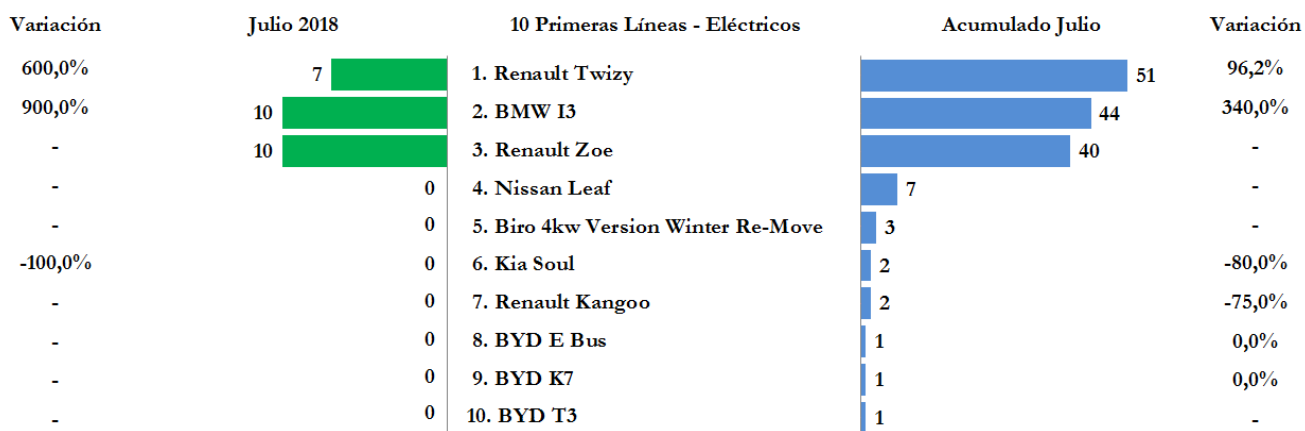 Variación Julio 2018 10 Primeras Líneas - Eléctricos Acumulado Julio Variación
600,0% 7 1. Renault Twizy 51 96,2%
900,0% 10 2. BMW I3 44 340,0%
- 10 3. Renault Zoe 40 -
- 0 4. Nissan Leaf 7 -
- 0 5. Biro 4kw Version Winter Re-Move 3 -
-100,0% 0 6. Kia Soul 2 -80,0%
- 0 7. Renault Kangoo 2 -75,0%
- 0 8. BYD E Bus 1 0,0%
- 0 9. BYD K7 1 0,0%
- 0 10. BYD T3 1 -